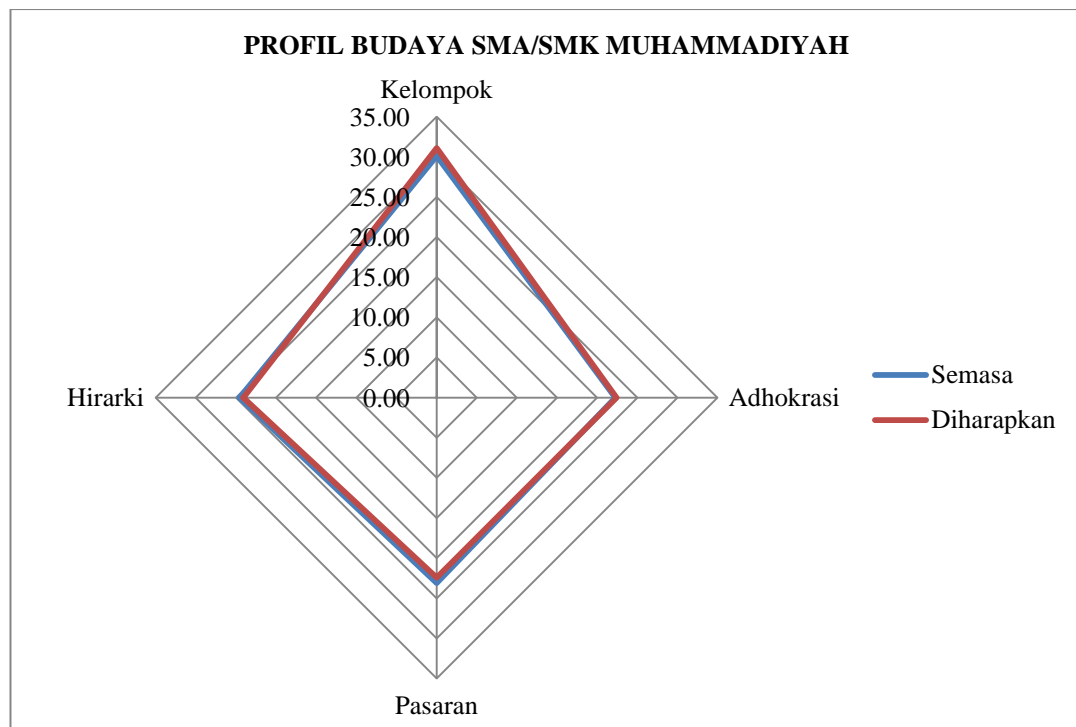 PROFIL BUDAYA SMA/SMK MUHAMMADIYAH
Kelompok
35.00
30.00
25.00
20.00
15.00
10.00
5.00
0.00
Hirarki
Adhokrasi
Semasa
Diharapkan
Pasaran